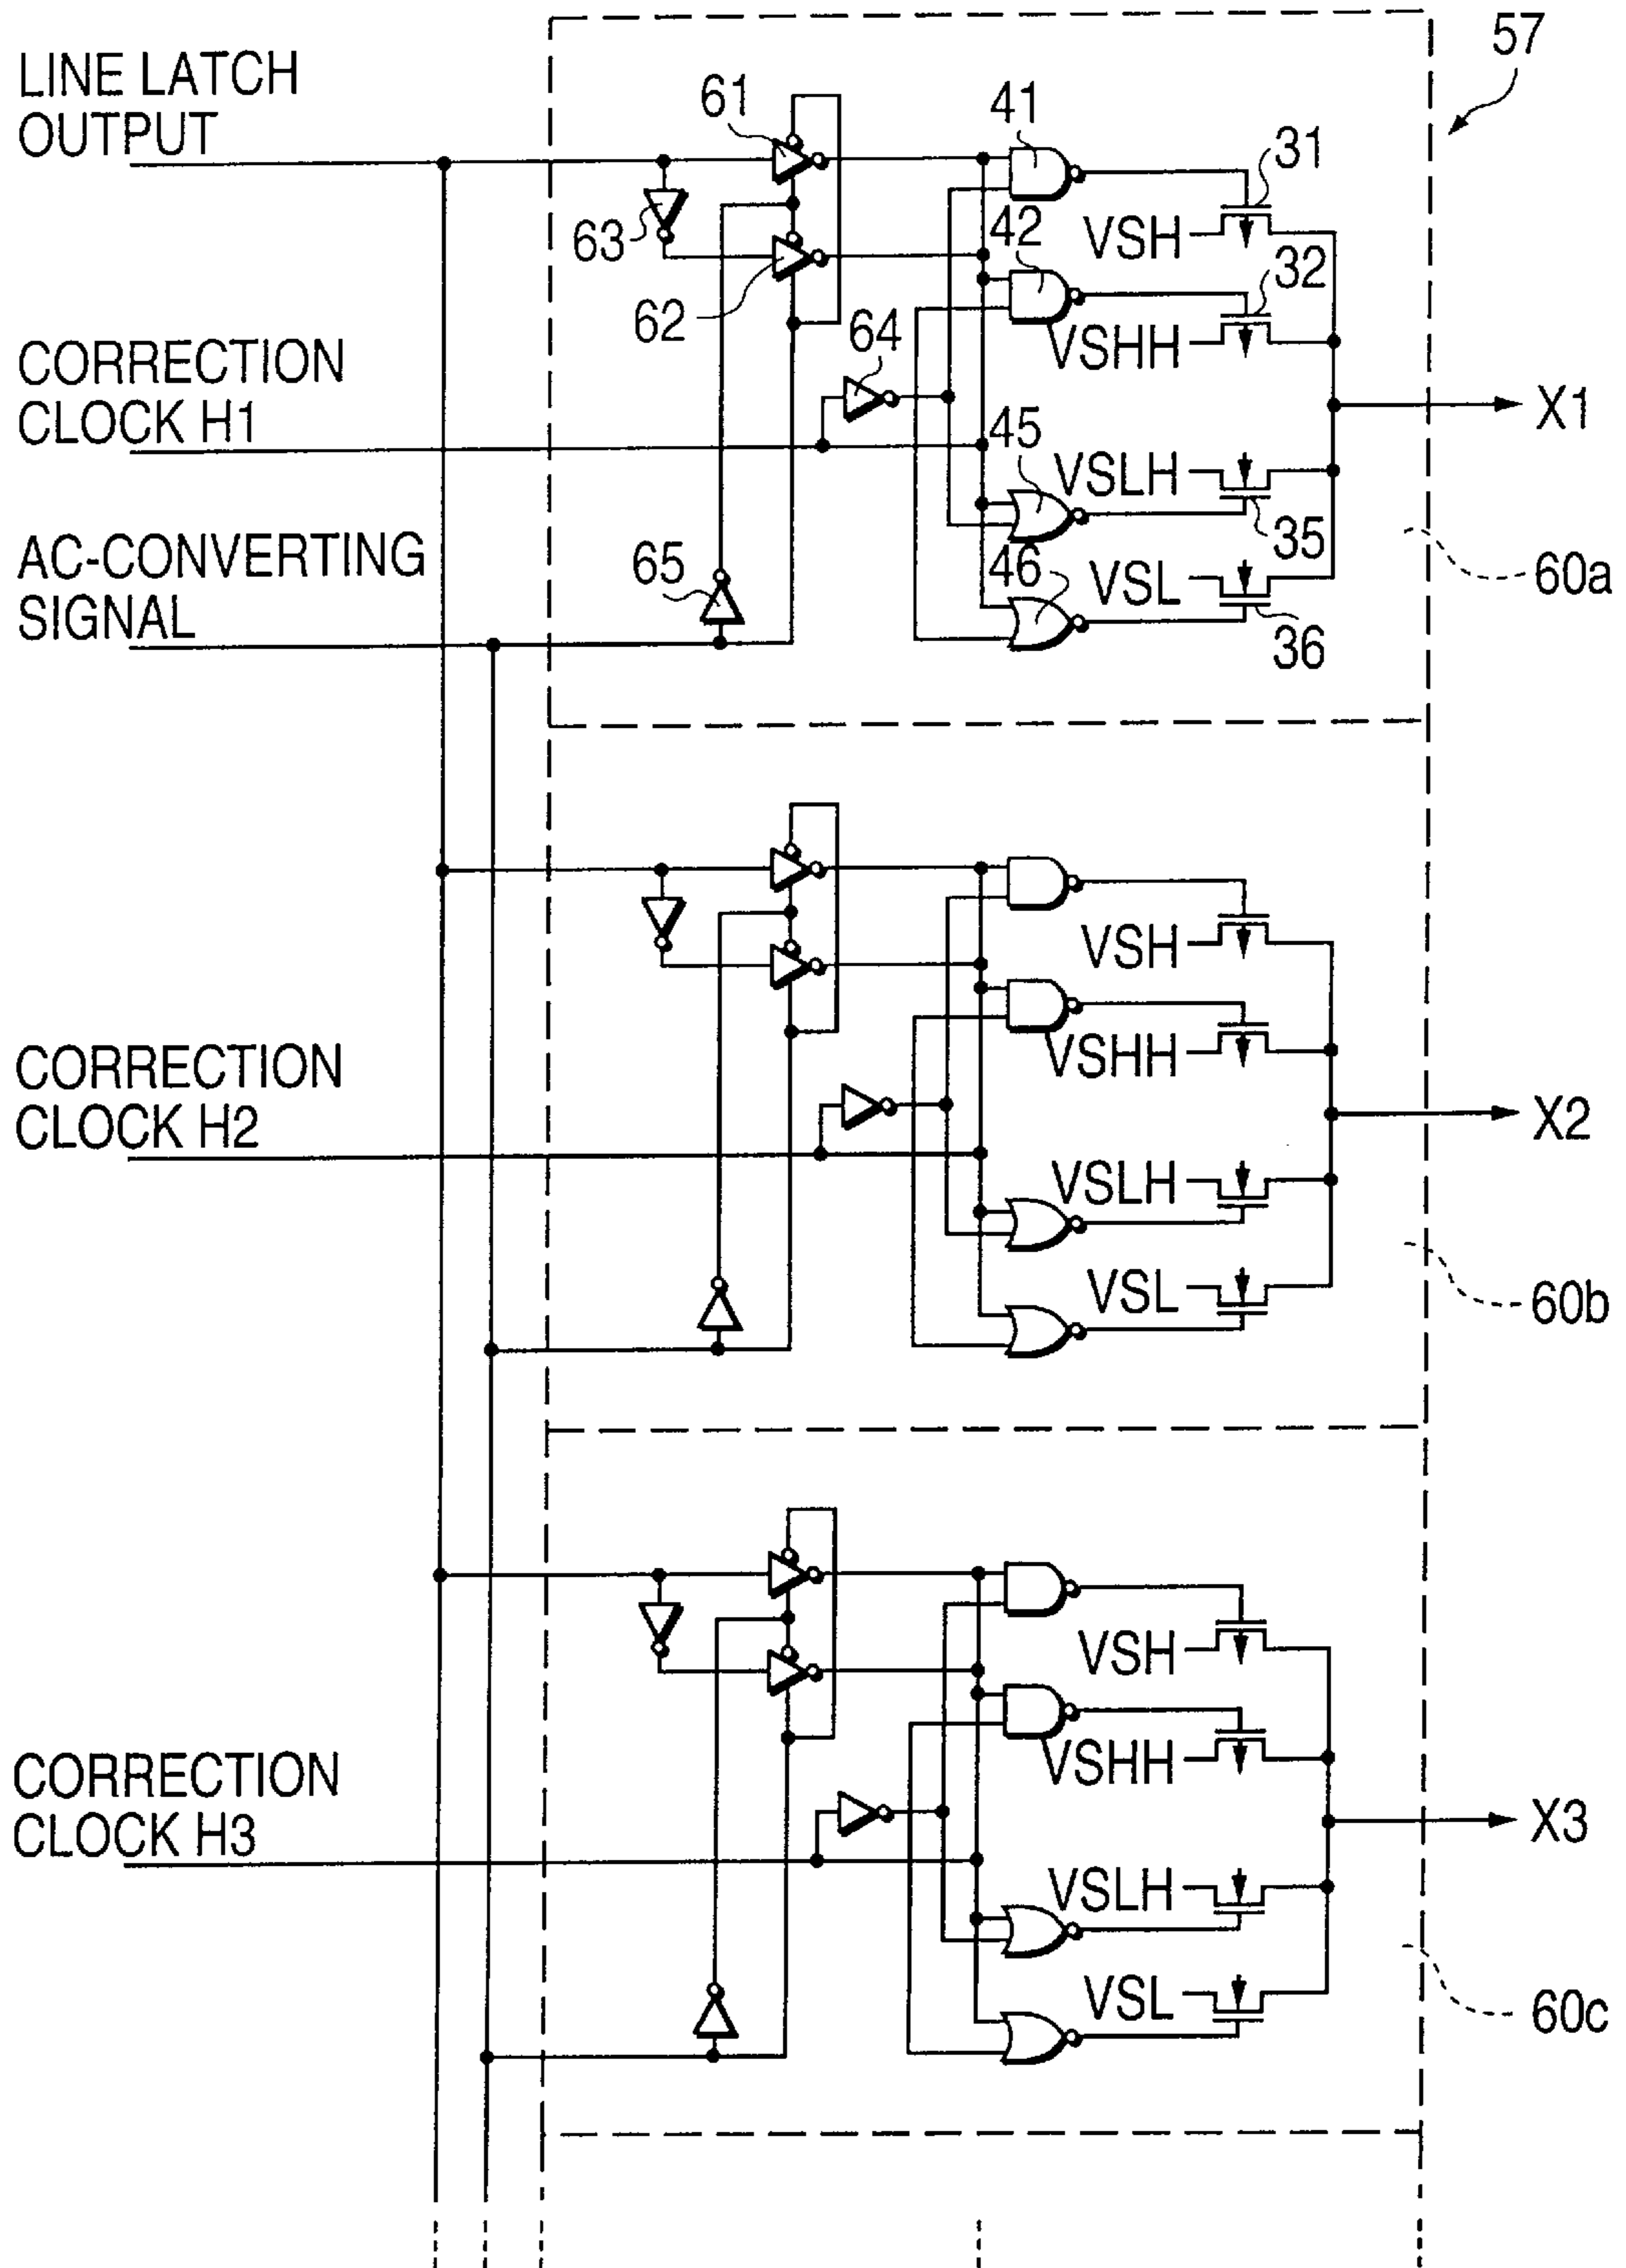 57
LINE LATCH
OUTPUT
61
41
31
63
VSH
42
32
62
64
VSHH
CORRECTION
CLOCK H1
X1
45
VSLH
35
AC-CONVERTING
SIGNAL
65
46
VSL
60a
36
VSH
VSHH
CORRECTION
CLOCK H2
X2
VSLH
VSL
60b
VSH
VSHH
CORRECTION
CLOCK H3
X3
VSLH
VSL
60c